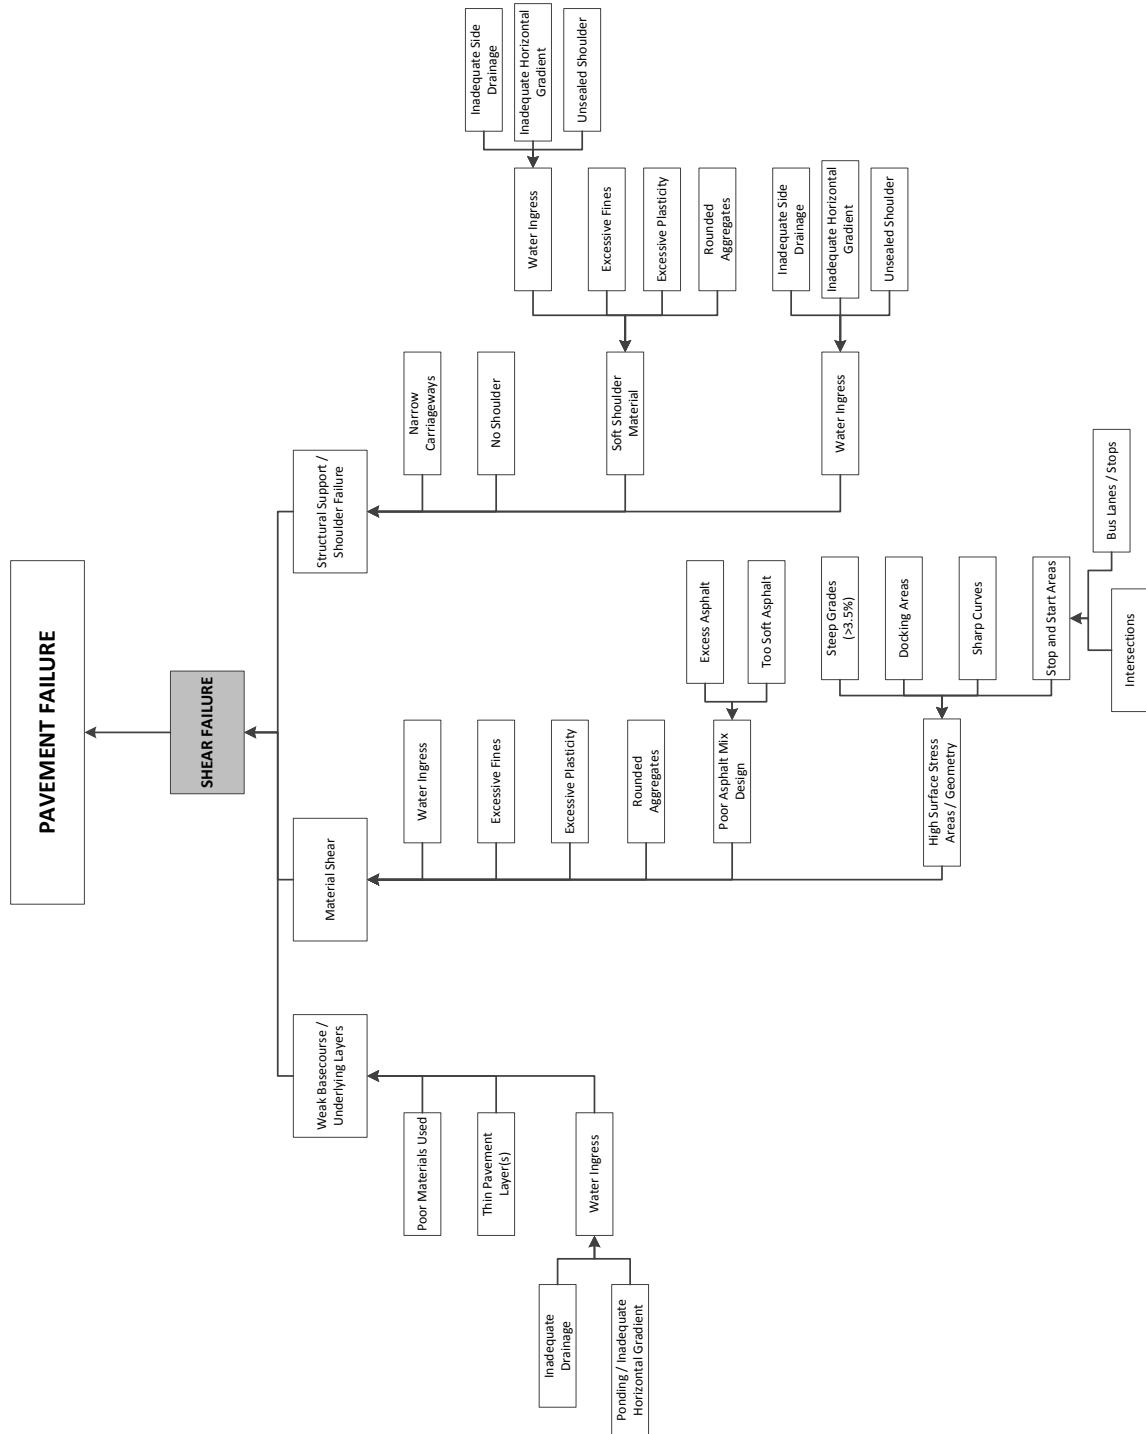 PAVEMENT FAILURE
SHEAR FAILURE
Weak Basecourse /
Underlying Layers
Poor Materials Used
Thin Pavement
Layer(s)
Water Ingress
Inadequate
Drainage
Ponding / Inadequate
Horizontal Gradient
Material Shear
Water Ingress
Excessive Fines
Excessive Plasticity
Rounded
Aggregates
Poor Asphalt Mix
Design
Excess Asphalt
Too Soft Asphalt
High Surface Stress
Areas / Geometry
Steep Grades
(>3.5%)
Docking Areas
Sharp Curves
Stop and Start Areas
Intersections
Bus Lanes / Stops
Structural Support /
Shoulder Failure
Narrow
Carriageways
No Shoulder
Soft Shoulder
Material
Water Ingress
Inadequate Side
Drainage
Inadequate Horizontal
Gradient
Unsealed Shoulder
Excessive Fines
Excessive Plasticity
Rounded
Aggregates
Water Ingress
Inadequate Side
Drainage
Inadequate Horizontal
Gradient
Unsealed Shoulder